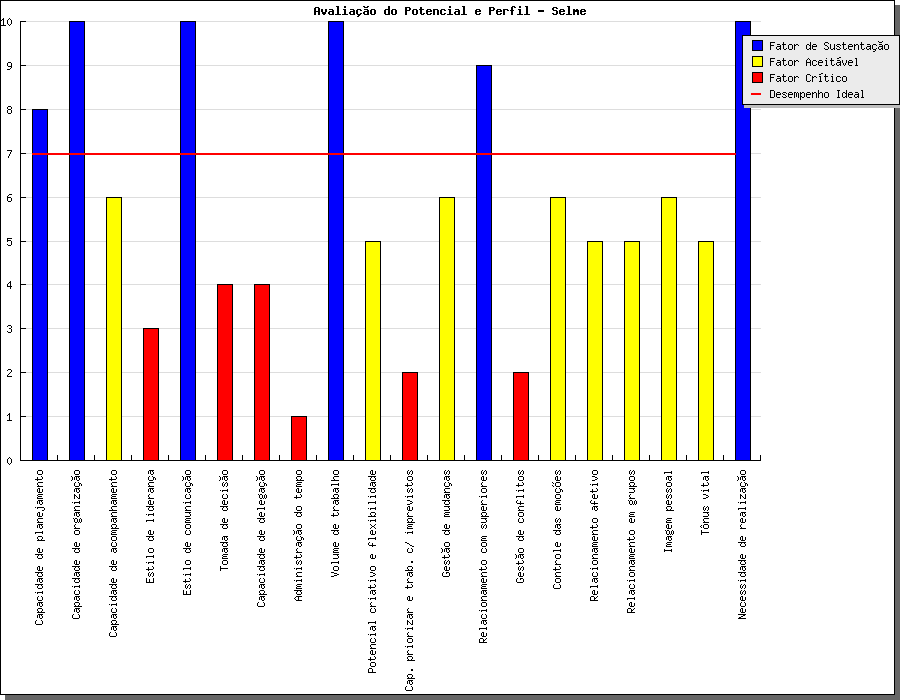 Avaliação do Potencial e Perfil - Selme
10
9
8
7
6
5
4
3
2
1
0
Fator de Sustentação
Fator Aceitável
Fator Crítico
Desempenho Ideal
Capacidade de planejamento
Capacidade de organização
Capacidade de acompanhamento
Estilo de liderança
Estilo de comunicação
Tomada de decisão
Capacidade de delegação
Administração do tempo
Volume de trabalho
Potencial criativo e flexibilidade
Cap. priorizar e trab. c/ imprevistos
Gestão de mudanças
Relacionamento com superiores
Gestão de conflitos
Controle das emoções
Relacionamento afetivo
Relacionamento em grupos
Imagem pessoal
Tônus vital
Necessidade de realização